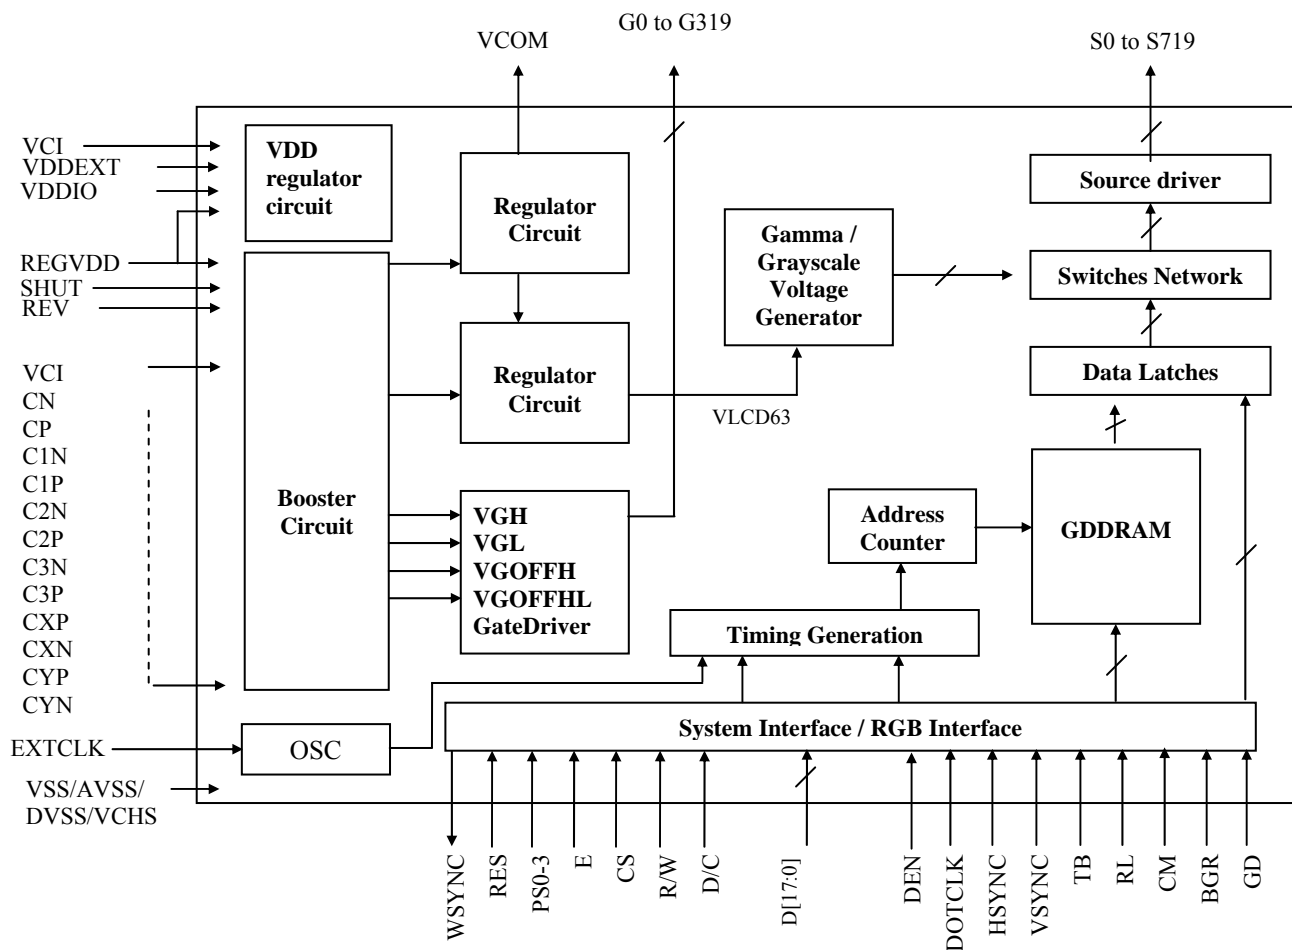 G0 to G319
VCOM
S0 to S719
VCI
VDDEXT
VDDIO
REGVDD
SHUT
REV
VCI
CN
CP
C1N
C1P
C2N
C2P
C3N
C3P
CXP
CXN
CYP
CYN
EXTCLK
VSS/AVSS/
DVSS/VCHS
VDD
regulator
circuit
Regulator
Circuit
Regulator
Circuit
Booster
Circuit
VGH
VGL
VGOFFH
VGOFFHL
GateDriver
OSC
Gamma /
Grayscale
Voltage
Generator
VLCD63
Source driver
Switches Network
Data Latches
GDDRAM
Address
Counter
Timing Generation
System Interface / RGB Interface
WSYNC
RES
PS0-3
E
CS
R/W
D/C
D[17:0]
DEN
DOTCLK
HSYNC
VSYNC
TB
RL
CM
BGR
GD